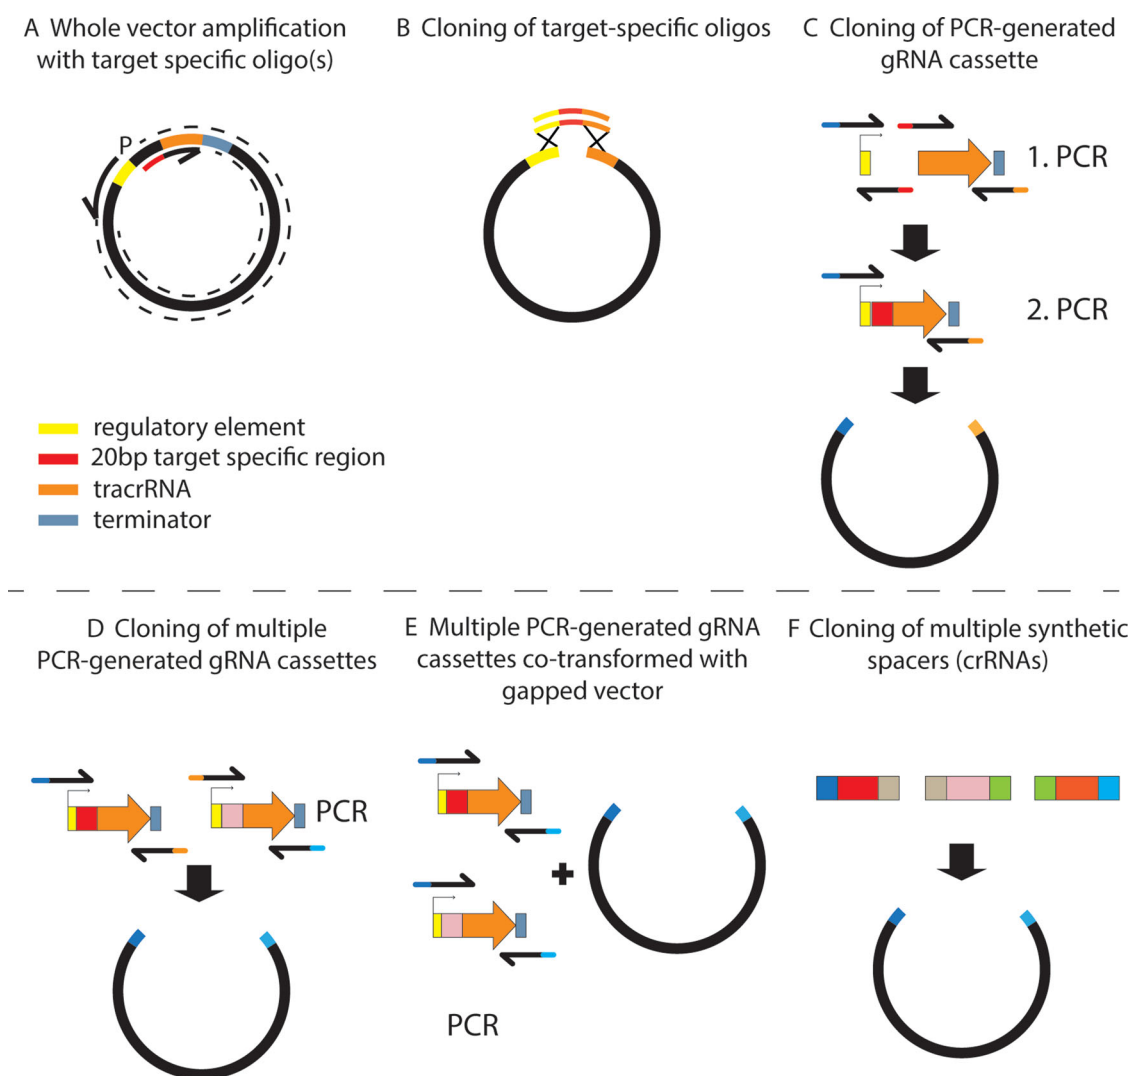 A Whole vector amplification
with target specific oligo(s)
B Cloning of target-specific oligos
C Cloning of PCR-generated
gRNA cassette
P
1. PCR
2. PCR
regulatory element
20bp target specific region
tracrRNA
terminator
D Cloning of multiple
PCR-generated gRNA cassettes
E Multiple PCR-generated gRNA
cassettes co-transformed with
gapped vector
F Cloning of multiple synthetic
spacers (crRNAs)
PCR
PCR